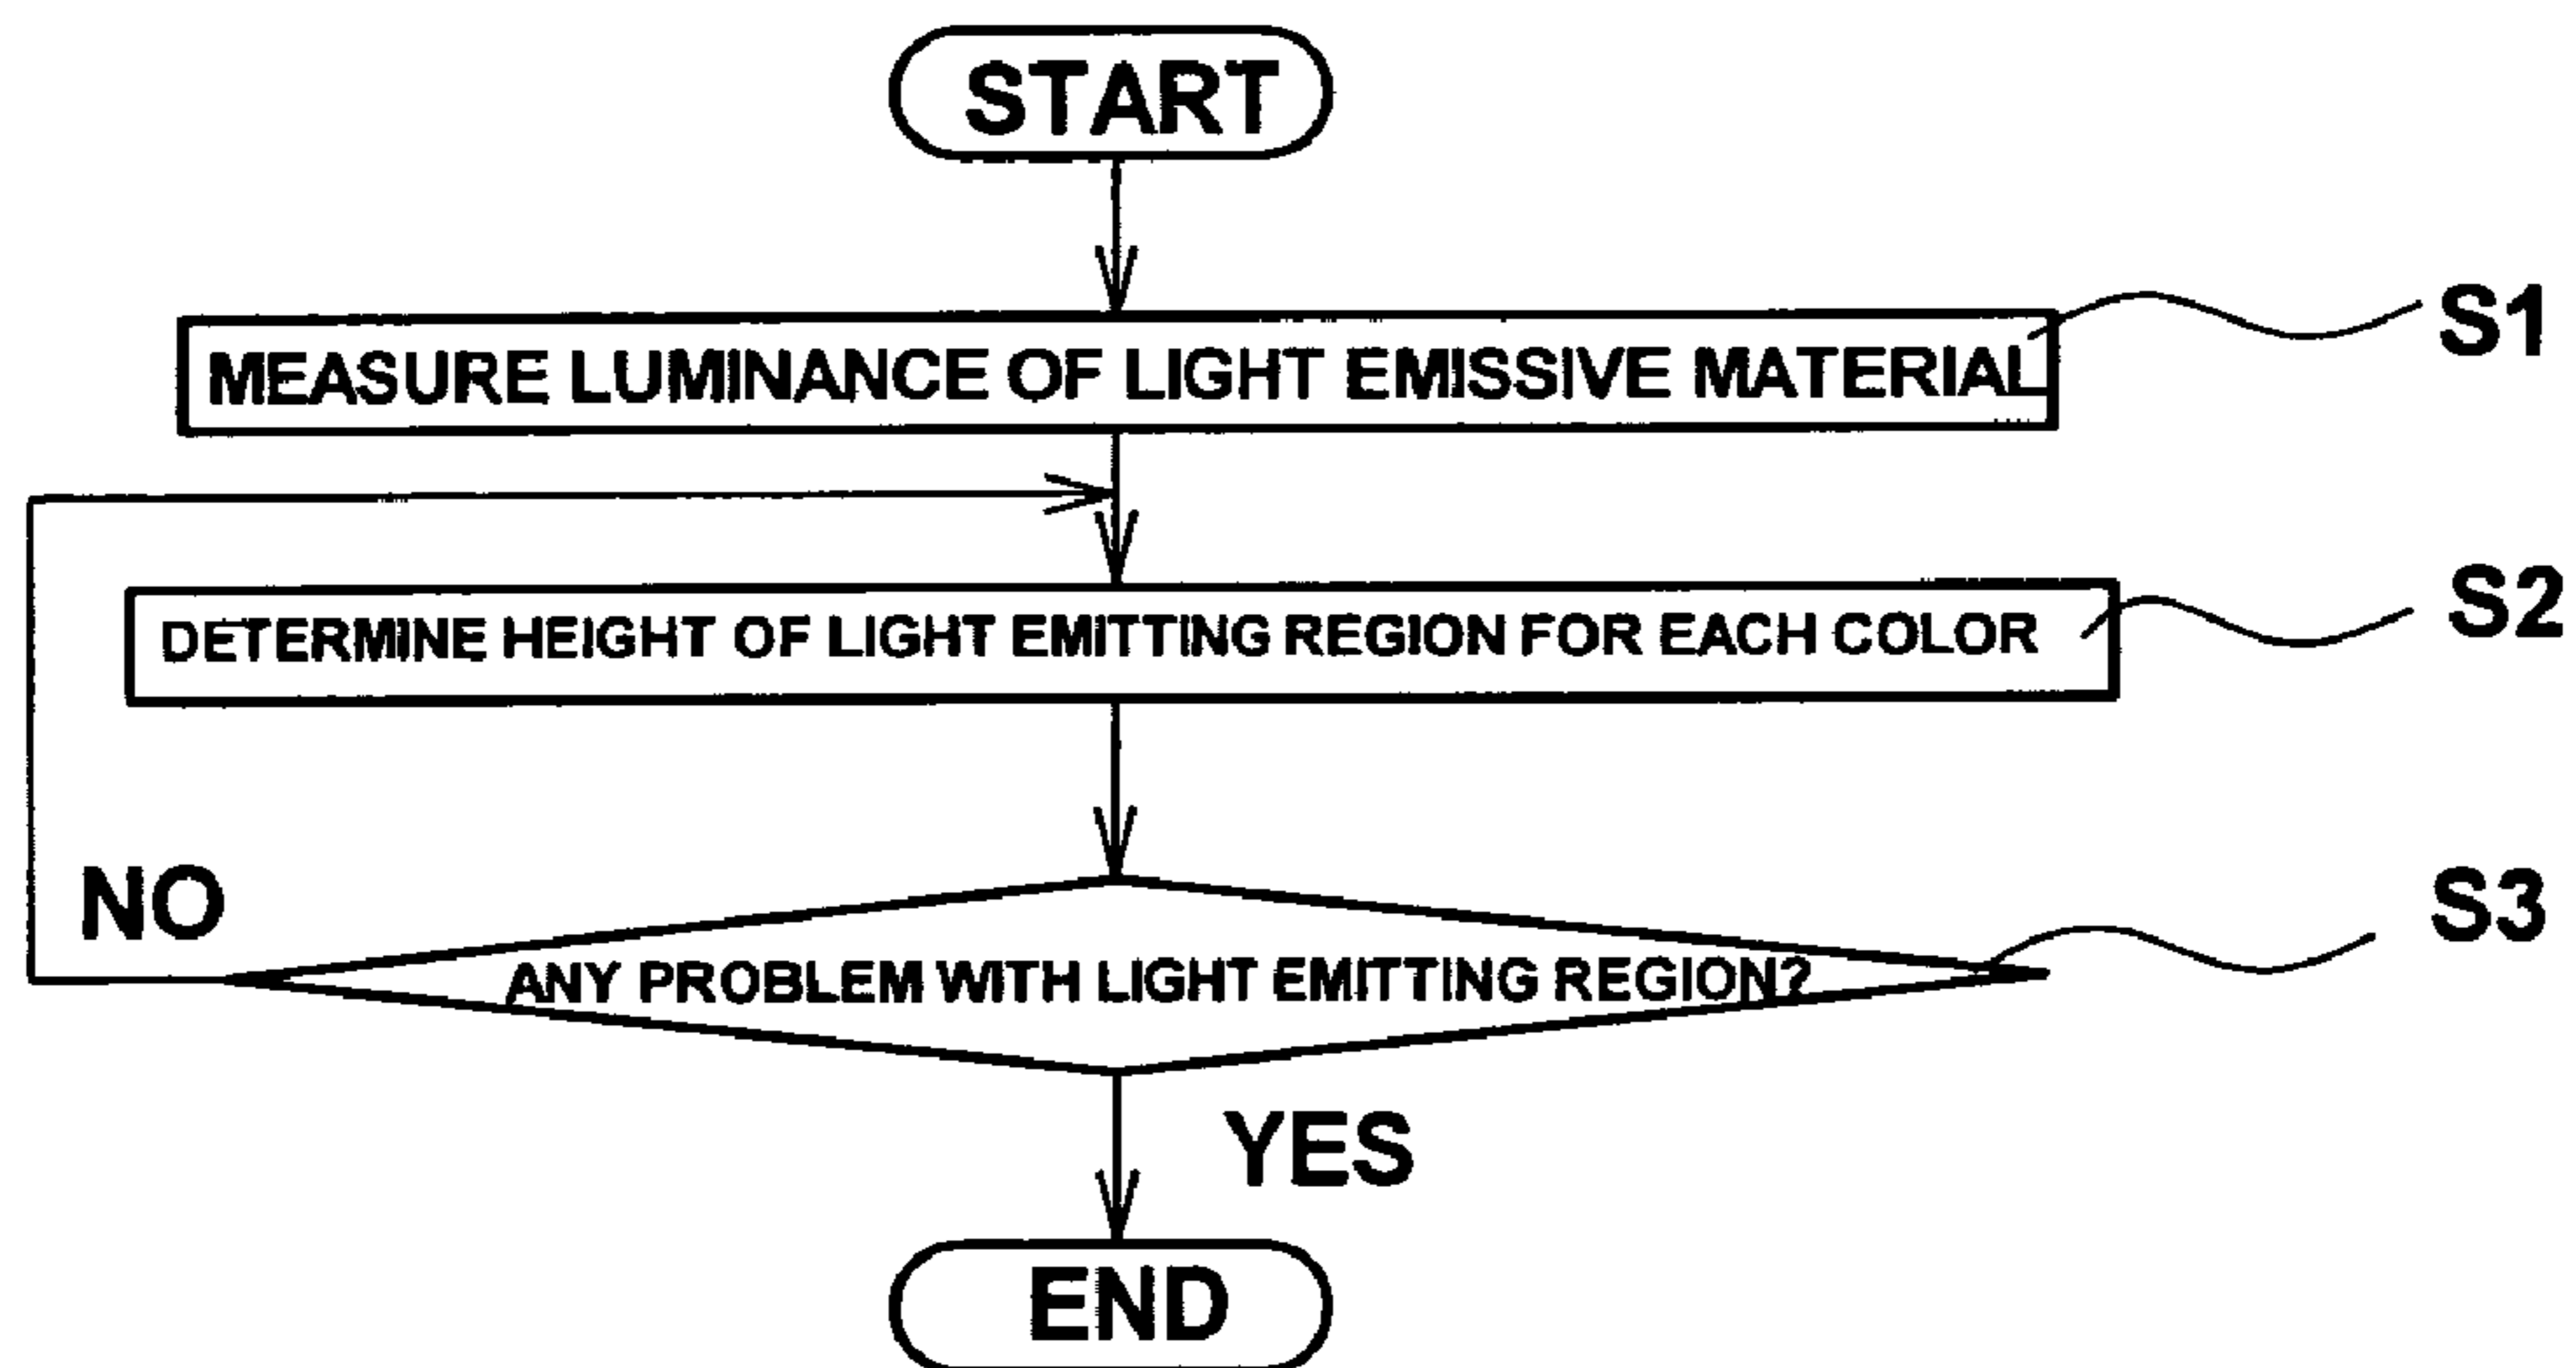 START
MEASURE LUMINANCE OF LIGHT EMISSIVE MATERIAL
S1
DETERMINE HEIGHT OF LIGHT EMITTING REGION FOR EACH COLOR
S2
NO
ANY PROBLEM WITH LIGHT EMITTING REGION?
S3
YES
END